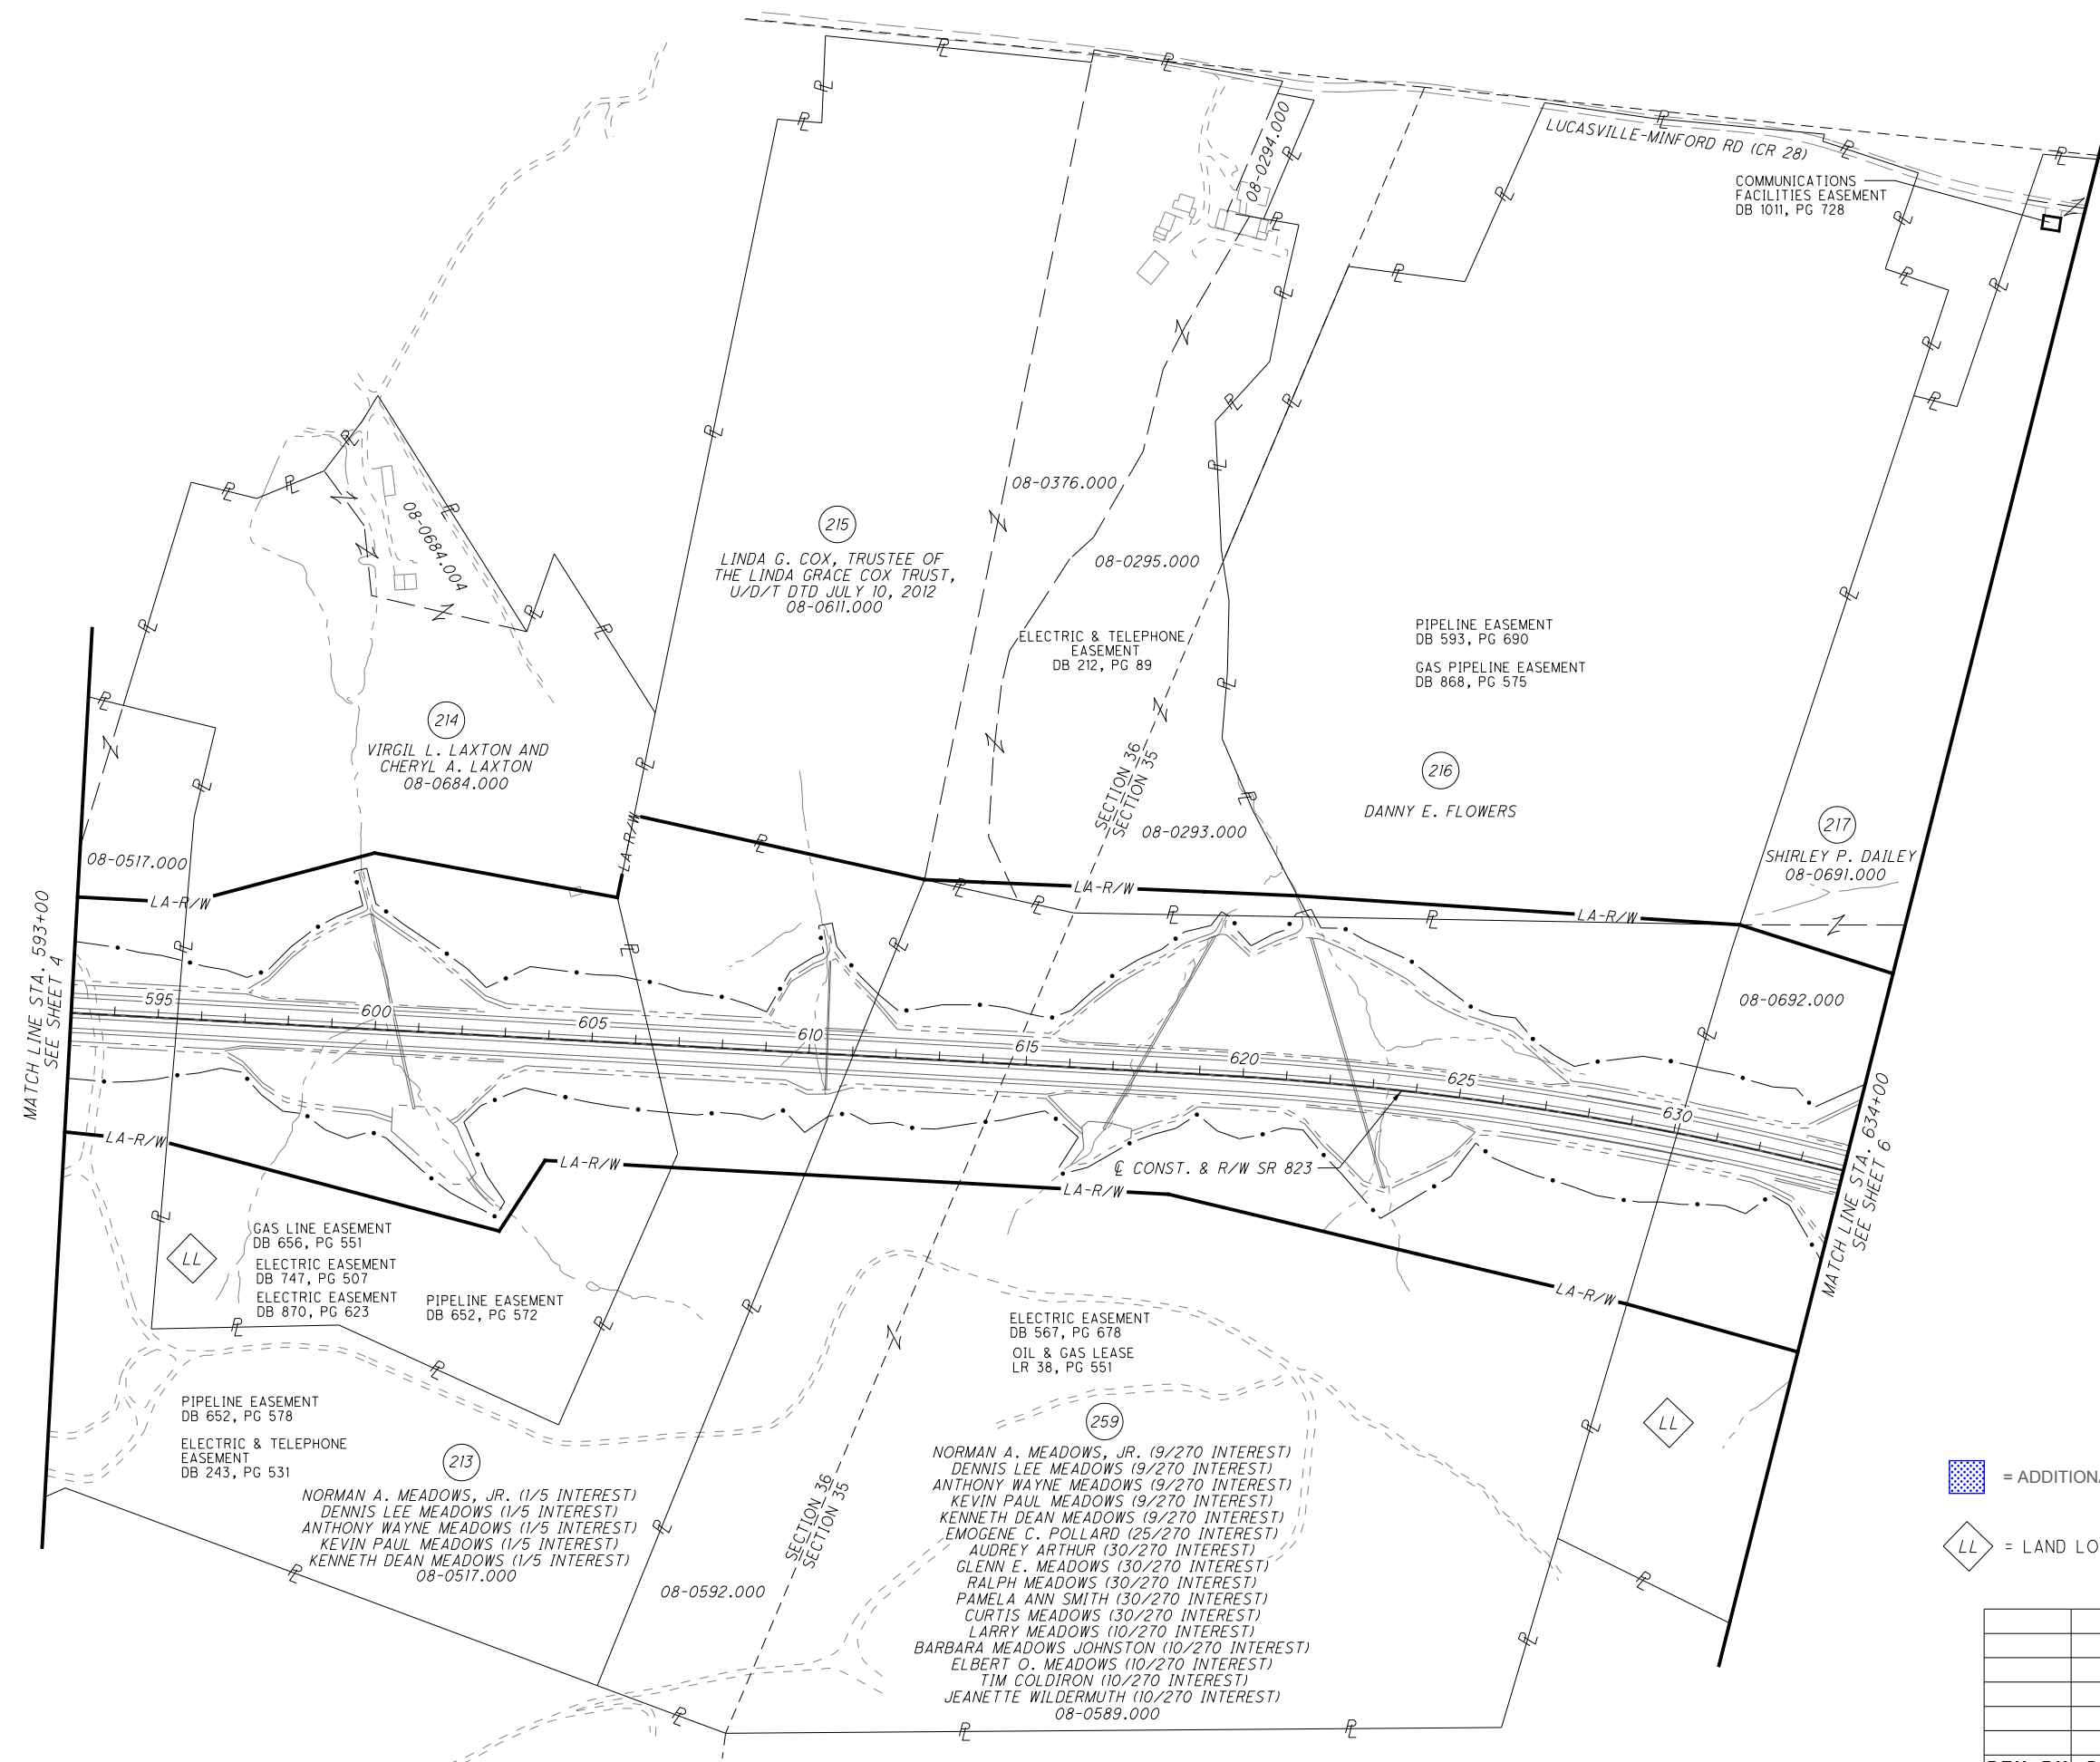 LUCASVILLE-MINFORD RD (CR 28)
COMMUNICATIONS
FACILITIES EASEMENT
DB 1011, PG 728
08-0294.000
08-0376.000
08-0295.000
215
LINDA G. COX, TRUSTEE OF
THE LINDA GRACE COX TRUST,
U/D/T DTD JULY 10, 2012
08-0611.000
08-0684.004
ELECTRIC & TELEPHONE
EASEMENT
DB 212, PG 89
PIPELINE EASEMENT
DB 593, PG 690
GAS PIPELINE EASEMENT
DB 868, PG 575
214
VIRGIL L. LAXTON AND
CHERYL A. LAXTON
08-0684.000
SECTION 36
SECTION 35
216
DANNY E. FLOWERS
08-0293.000
217
SHIRLEY P. DAILEY
08-0691.000
08-0517.000
LA-R/W
LA-R/W
LA-R/W
LA-R/W
08-0692.000
MATCH LINE STA. 593+00
SEE SHEET 4
595
600
605
610
615
620
625
630
MATCH LINE STA. 634+00
SEE SHEET 6
LA-R/W
LA-R/W
LA-R/W
LA-R/W
℄ CONST. & R/W SR 823
LL
GAS LINE EASEMENT
DB 656, PG 551
ELECTRIC EASEMENT
DB 747, PG 507
ELECTRIC EASEMENT
DB 870, PG 623
PIPELINE EASEMENT
DB 652, PG 572
ELECTRIC EASEMENT
DB 567, PG 678
OIL & GAS LEASE
LR 38, PG 551
LL
PIPELINE EASEMENT
DB 652, PG 578
ELECTRIC & TELEPHONE
EASEMENT
DB 243, PG 531
213
NORMAN A. MEADOWS, JR. (1/5 INTEREST)
DENNIS LEE MEADOWS (1/5 INTEREST)
ANTHONY WAYNE MEADOWS (1/5 INTEREST)
KEVIN PAUL MEADOWS (1/5 INTEREST)
KENNETH DEAN MEADOWS (1/5 INTEREST)
08-0517.000
08-0592.000
SECTION 36
SECTION 35
259
NORMAN A. MEADOWS, JR. (9/270 INTEREST)
DENNIS LEE MEADOWS (9/270 INTEREST)
ANTHONY WAYNE MEADOWS (9/270 INTEREST)
KEVIN PAUL MEADOWS (9/270 INTEREST)
KENNETH DEAN MEADOWS (9/270 INTEREST)
EMOGENE C. POLLARD (25/270 INTEREST)
AUDREY ARTHUR (30/270 INTEREST)
GLENN E. MEADOWS (30/270 INTEREST)
RALPH MEADOWS (30/270 INTEREST)
PAMELA ANN SMITH (30/270 INTEREST)
CURTIS MEADOWS (30/270 INTEREST)
LARRY MEADOWS (10/270 INTEREST)
BARBARA MEADOWS JOHNSTON (10/270 INTEREST)
ELBERT O. MEADOWS (10/270 INTEREST)
TIM COLDIRON (10/270 INTEREST)
JEANETTE WILDERMUTH (10/270 INTEREST)
08-0589.000
= ADDITION
LL = LAND LO